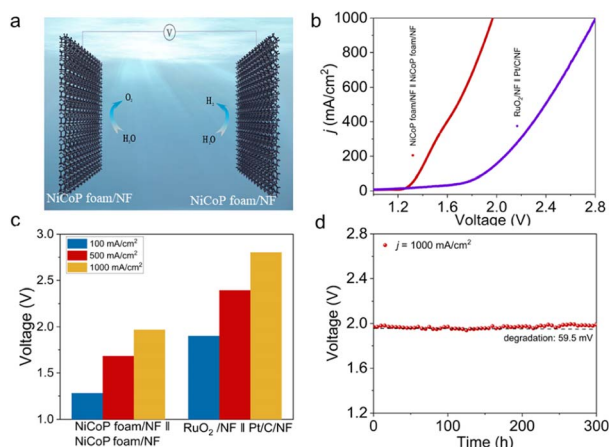 a
V
O₂
H₂O
H₂
H₂O
NiCoP foam/NF
NiCoP foam/NF
b
j (mA/cm²)
1000
800
600
400
200
0
NiCoP foam/NF ‖ NiCoP foam/NF
RuO₂/NF ‖ Pt/C/NF
1.2 1.6 2.0 2.4 2.8
Voltage (V)
c
Voltage (V)
3.0
2.5
2.0
1.5
1.0
100 mA/cm²
500 mA/cm²
1000 mA/cm²
NiCoP foam/NF ‖
NiCoP foam/NF
RuO₂ /NF ‖ Pt/C/NF
d
Voltage (V)
2.8
2.4
2.0
1.6
1.2
j = 1000 mA/cm²
degradation: 59.5 mV
0 100 200 300
Time (h)